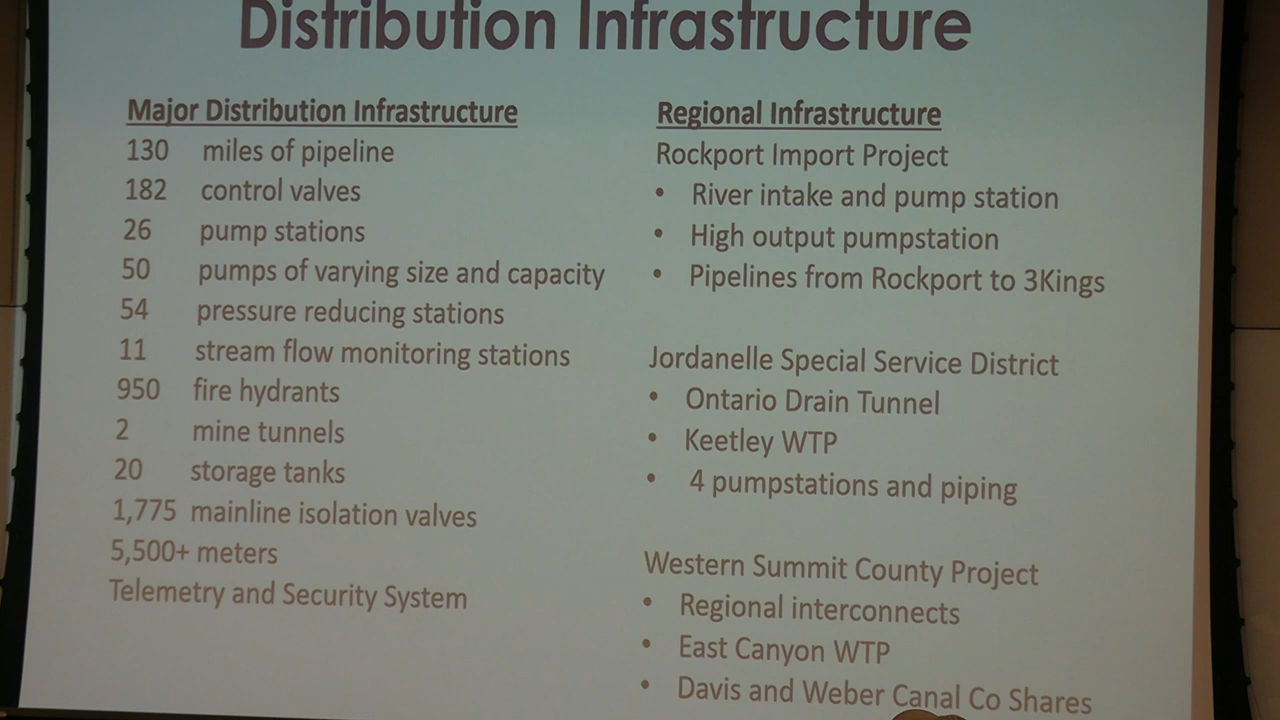 Distribution Infrastructure
Major Distribution Infrastructure
130 miles of pipeline
182 control valves
26 pump stations
50 pumps of varying size and capacity
54 pressure reducing stations
11 stream flow monitoring stations
950 fire hydrants
2 mine tunnels
20 storage tanks
1,775 mainline isolation valves
5,500+ meters
Telemetry and Security System
Regional Infrastructure
Rockport Import Project
• River intake and pump station
• High output pumpstation
• Pipelines from Rockport to 3Kings
Jordanelle Special Service District
• Ontario Drain Tunnel
• Keetley WTP
• 4 pumpstations and piping
Western Summit County Project
• Regional interconnects
• East Canyon WTP
• Davis and Weber Canal Co Shares